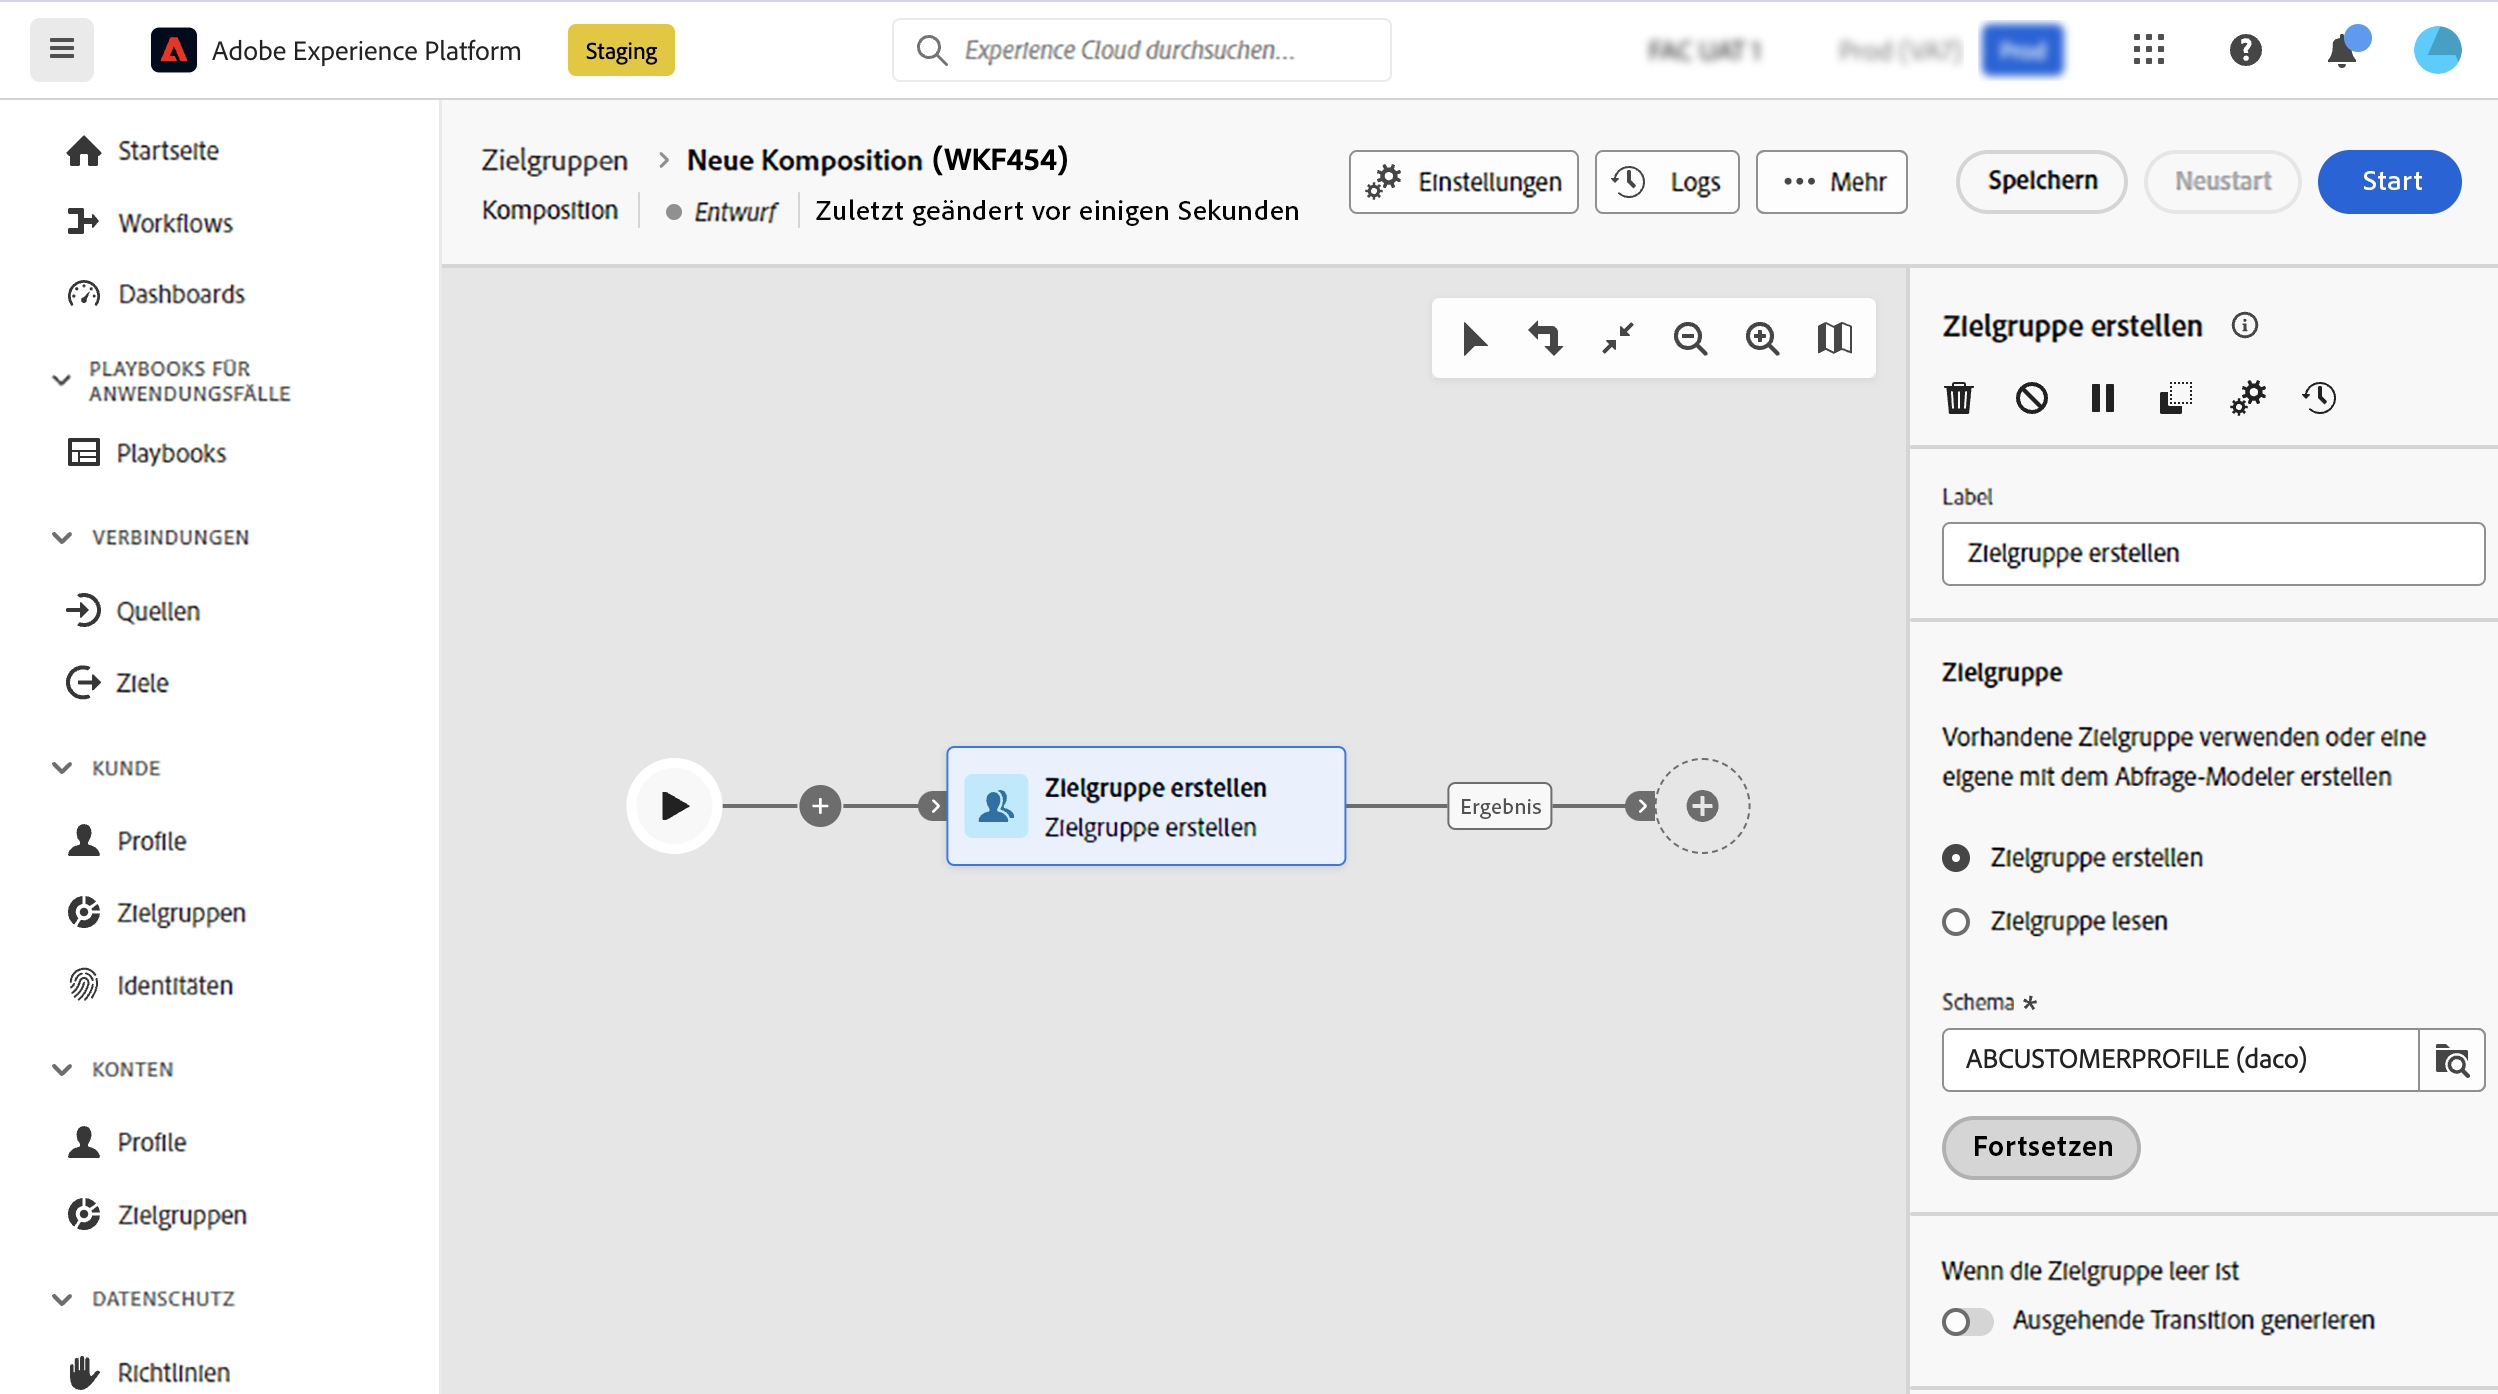 Adobe Experience Platform
Staging
Experience Cloud durchsuchen...
Startseite
Workflows
Dashboards
PLAYBOOKS FÜR
ANWENDUNGSFÄLLE
Playbooks
VERBINDUNGEN
Quellen
Ziele
KUNDE
Profile
Zielgruppen
Identitäten
KONTEN
Profile
Zielgruppen
DATENSCHUTZ
Richtlinien
Zielgruppen
Neue Komposition (WKF454)
Komposition
Entwurf
Zuletzt geändert vor einigen Sekunden
Einstellungen
Logs
Mehr
Speichern
Neustart
Start
Zielgruppe erstellen
Zielgruppe erstellen
Ergebnis
Zielgruppe erstellen
Label
Zielgruppe erstellen
Zielgruppe
Vorhandene Zielgruppe verwenden oder eine
eigene mit dem Abfrage-Modeler erstellen
Zielgruppe erstellen
Zielgruppe lesen
Schema *
ABCUSTOMERPROFILE (daco)
Fortsetzen
Wenn die Zielgruppe leer ist
Ausgehende Transition generieren